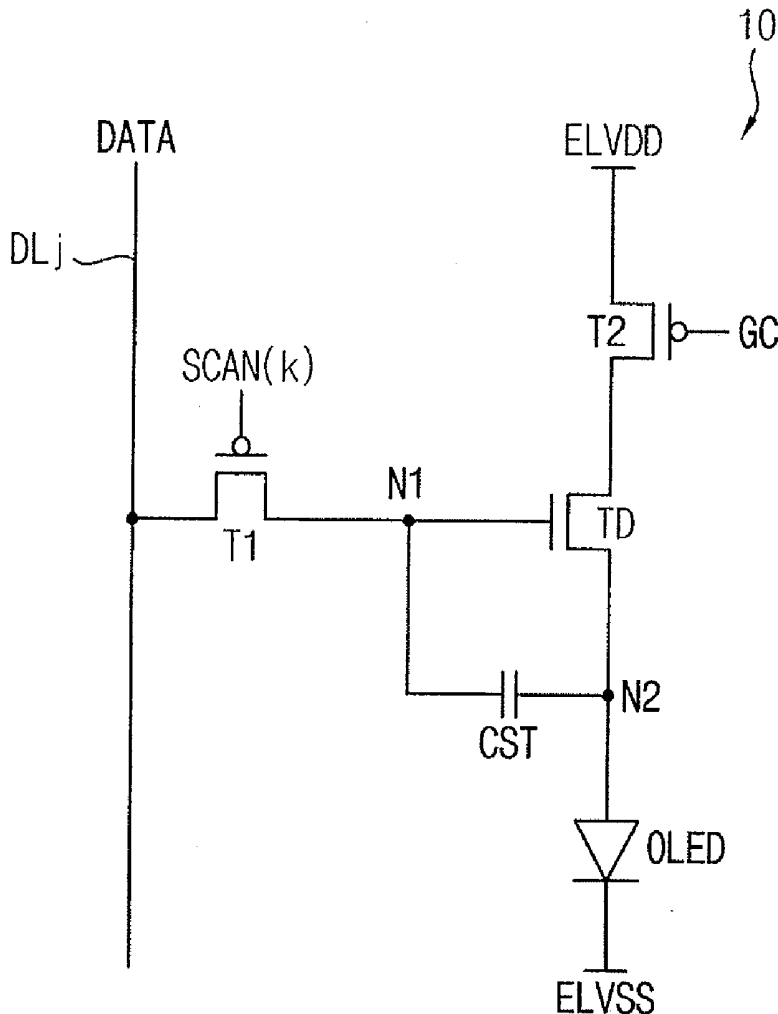 10
DATA
ELVDD
DLj
T2
GC
SCAN(k)
N1
T1
TD
N2
CST
OLED
ELVSS